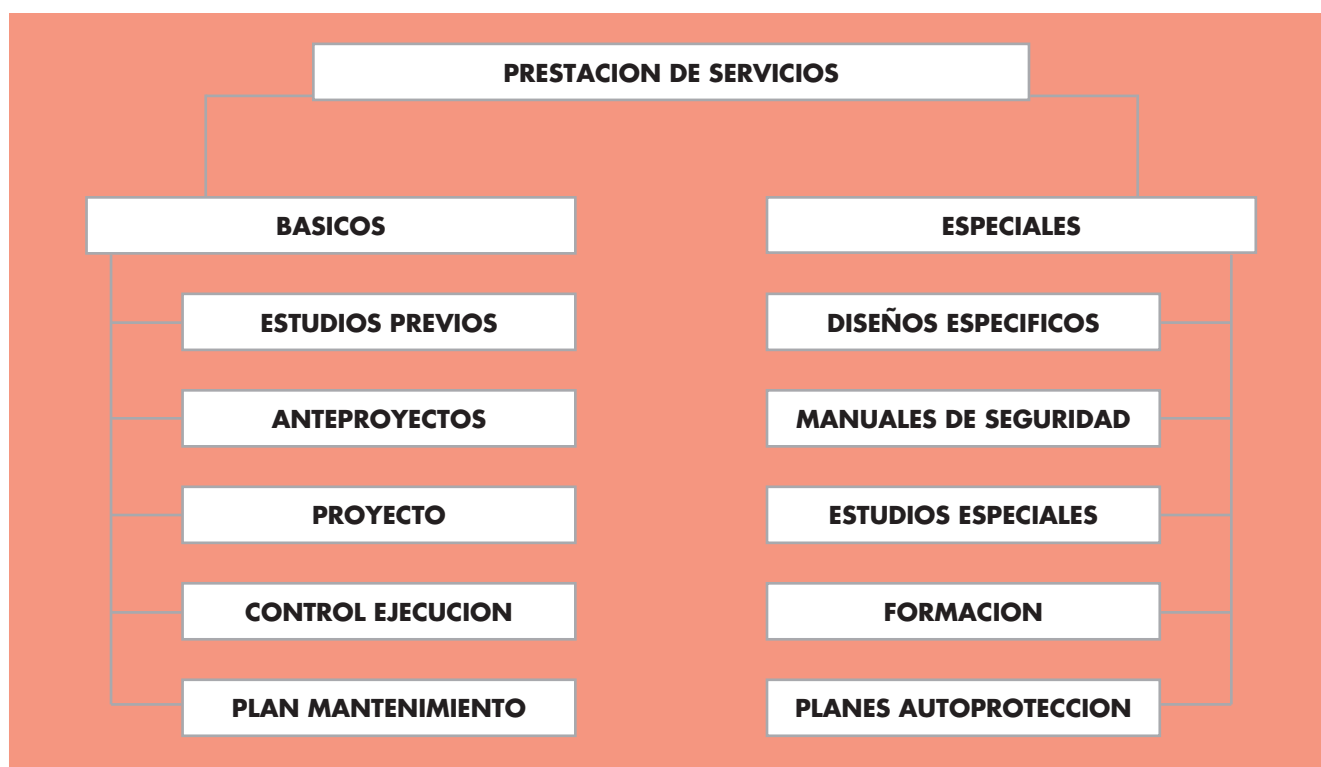 PRESTACION DE SERVICIOS
BASICOS
ESTUDIOS PREVIOS
ANTEPROYECTOS
PROYECTO
CONTROL EJECUCION
PLAN MANTENIMIENTO
ESPECIALES
DISEÑOS ESPECIFICOS
MANUALES DE SEGURIDAD
ESTUDIOS ESPECIALES
FORMACION
PLANES AUTOPROTECCION